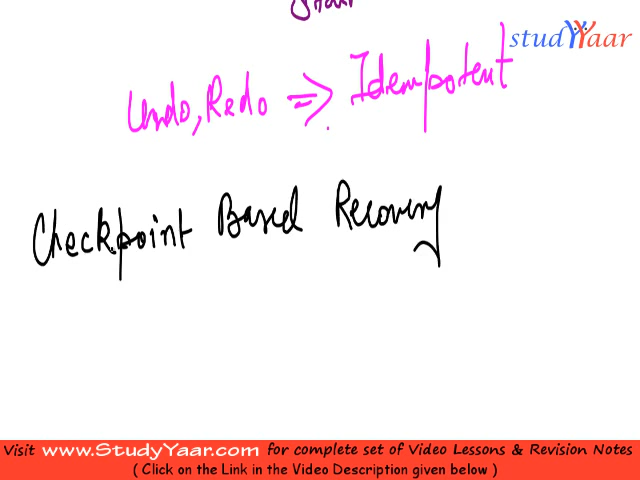 studYYaar
Undo, Redo => Idempotent
Checkpoint Based Recovery
Visit www.StudyYaar.com for complete set of Video Lessons & Revision Notes
( Click on the Link in the Video Description given below )